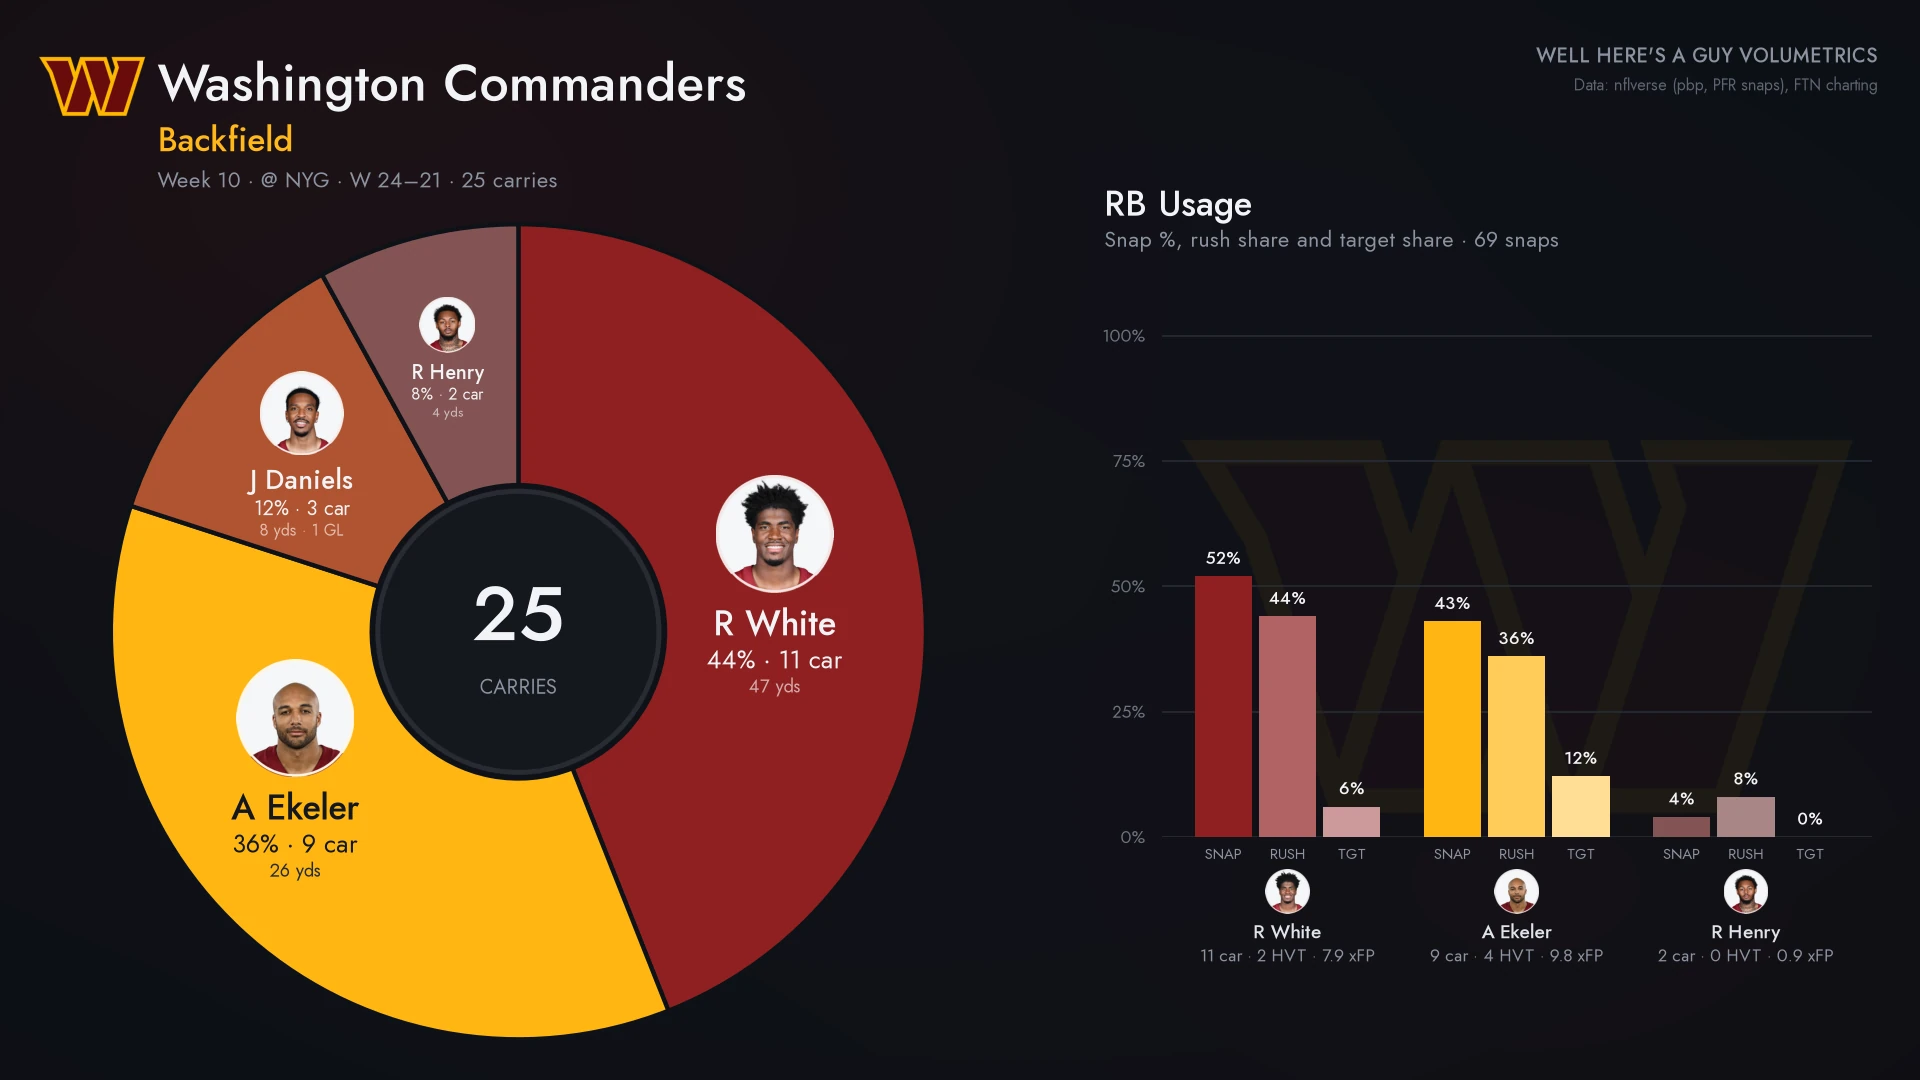 Washington Commanders
Backfield
Week 10 · @ NYG · W 24–21 · 25 carries
WELL HERE'S A GUY VOLUMETRICS
Data: nflverse (pbp, PFR snaps), FTN charting
R Henry
8% · 2 car
4 yds
J Daniels
12% · 3 car
8 yds · 1 GL
R White
44% · 11 car
47 yds
25
CARRIES
A Ekeler
36% · 9 car
26 yds
RB Usage
Snap %, rush share and target share · 69 snaps
100%
75%
50%
25%
0%
52%
44%
6%
43%
36%
12%
4%
8%
0%
SNAP RUSH TGT SNAP RUSH TGT SNAP RUSH TGT
R White
11 car · 2 HVT · 7.9 xFP
A Ekeler
9 car · 4 HVT · 9.8 xFP
R Henry
2 car · 0 HVT · 0.9 xFP